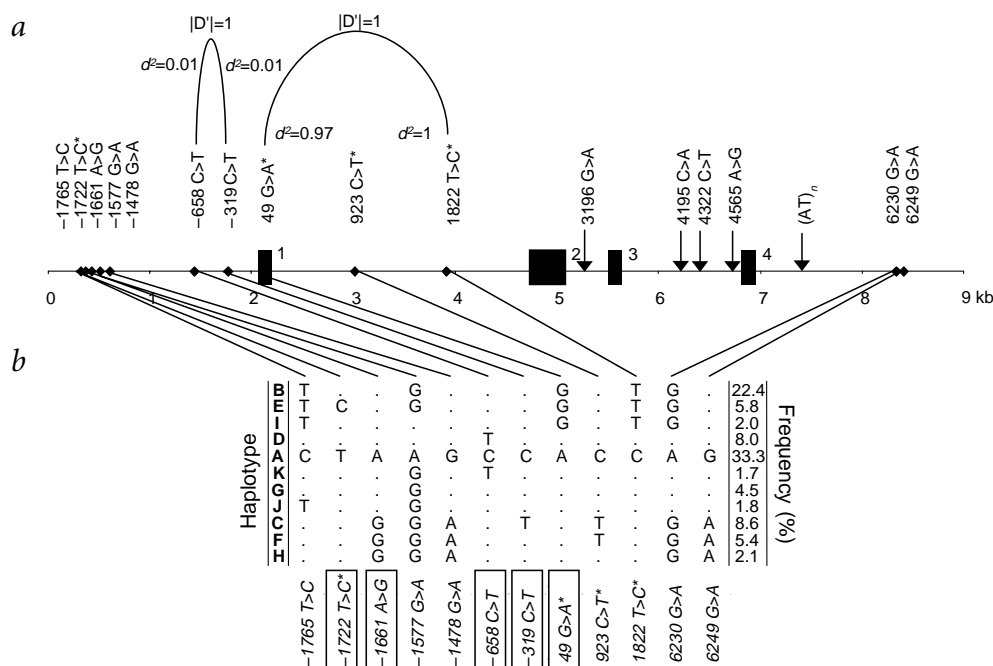 a
|D'|=1
|D'|=1
d²=0.01
d²=0.01
d²=0.97
d²=1
–1765 T>C
–1722 T>C*
–1661 A>G
–1577 G>A
–1478 G>A
–658 C>T
–319 C>T
49 G>A*
923 C>T*
1822 T>C*
3196 G>A
4195 C>A
4322 C>T
4565 A>G
(AT)n
6230 G>A
6249 G>A
1
2
3
4
0 1 2 3 4 5 6 7 8 9 kb
b
Haplotype
Frequency (%)
B T . . G . . . G . T G . 22.4
E T C . G . . . G . T G . 5.8
I T . . . . . . G . T G . 2.0
D . . . . . T . . . . . . 8.0
A C T A A G C C A C C A G 33.3
K . . . G . T . . . . . . 1.7
G . . . G . . . . . . . . 4.5
J T . . G . . . . . . . . 1.8
C . . G G A . T . T . G A 8.6
F . . G G A . . . T . G A 5.4
H . . G G A . . . . . G A 2.1
–1765 T>C
–1722 T>C*
–1661 A>G
–1577 G>A
–1478 G>A
–658 C>T
–319 C>T
49 G>A*
923 C>T*
1822 T>C*
6230 G>A
6249 G>A